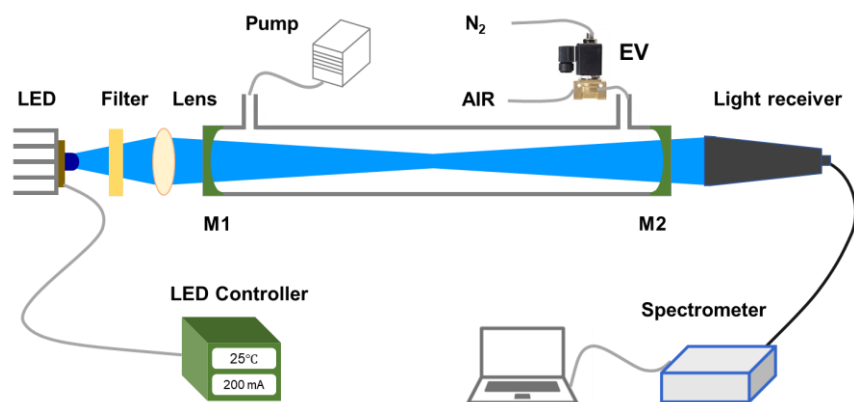 Pump
N₂
EV
LED
Filter
Lens
AIR
Light receiver
M1
M2
LED Controller
25℃
200 mA
Spectrometer